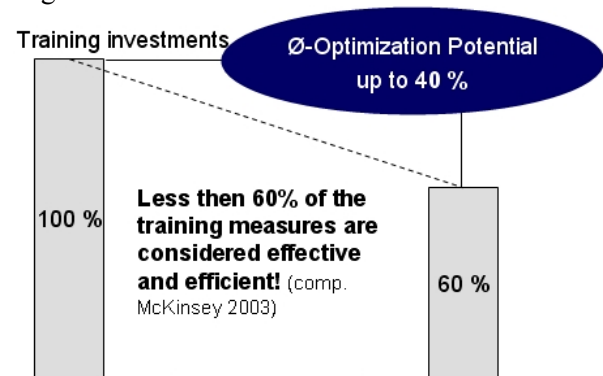 Training investments
Ø-Optimization Potential
up to 40 %
100 %
Less then 60% of the
training measures are
considered effective
and efficient! (comp.
McKinsey 2003)
60 %